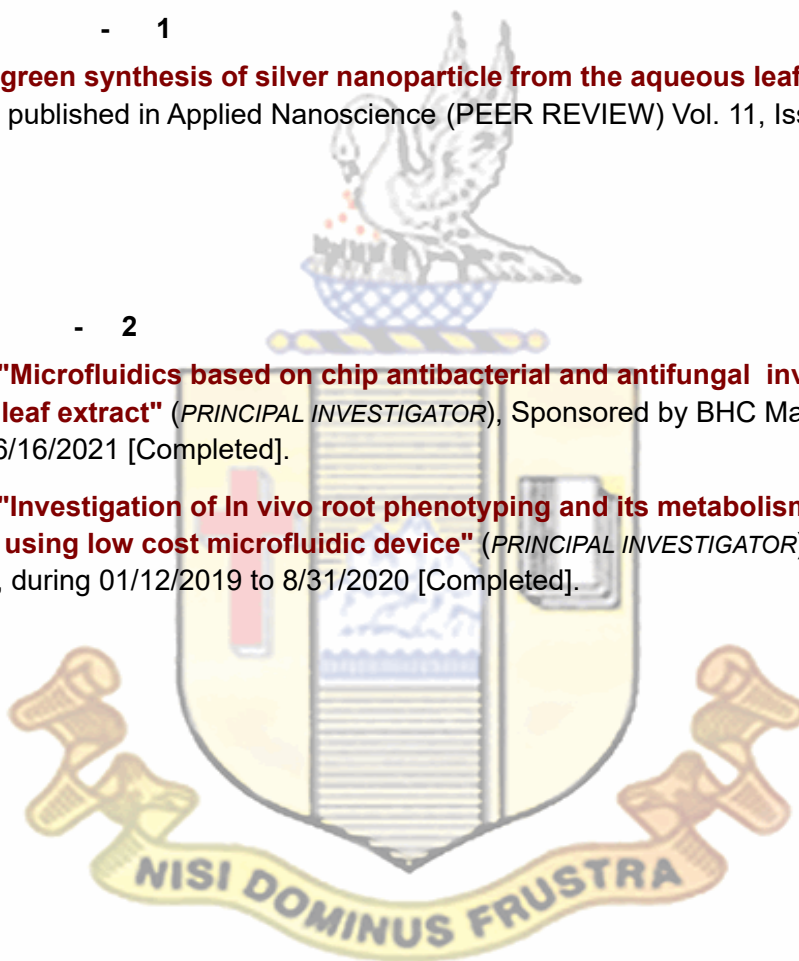 - 1
green synthesis of silver nanoparticle from the aqueous leaf
published in Applied Nanoscience (PEER REVIEW) Vol. 11, Iss
- 2
"Microfluidics based on chip antibacterial and antifungal inv
leaf extract" (PRINCIPAL INVESTIGATOR), Sponsored by BHC Ma
6/16/2021 [Completed].
"Investigation of In vivo root phenotyping and its metabolism
using low cost microfluidic device" (PRINCIPAL INVESTIGATOR)
, during 01/12/2019 to 8/31/2020 [Completed].
NISI DOMINUS FRUSTRA